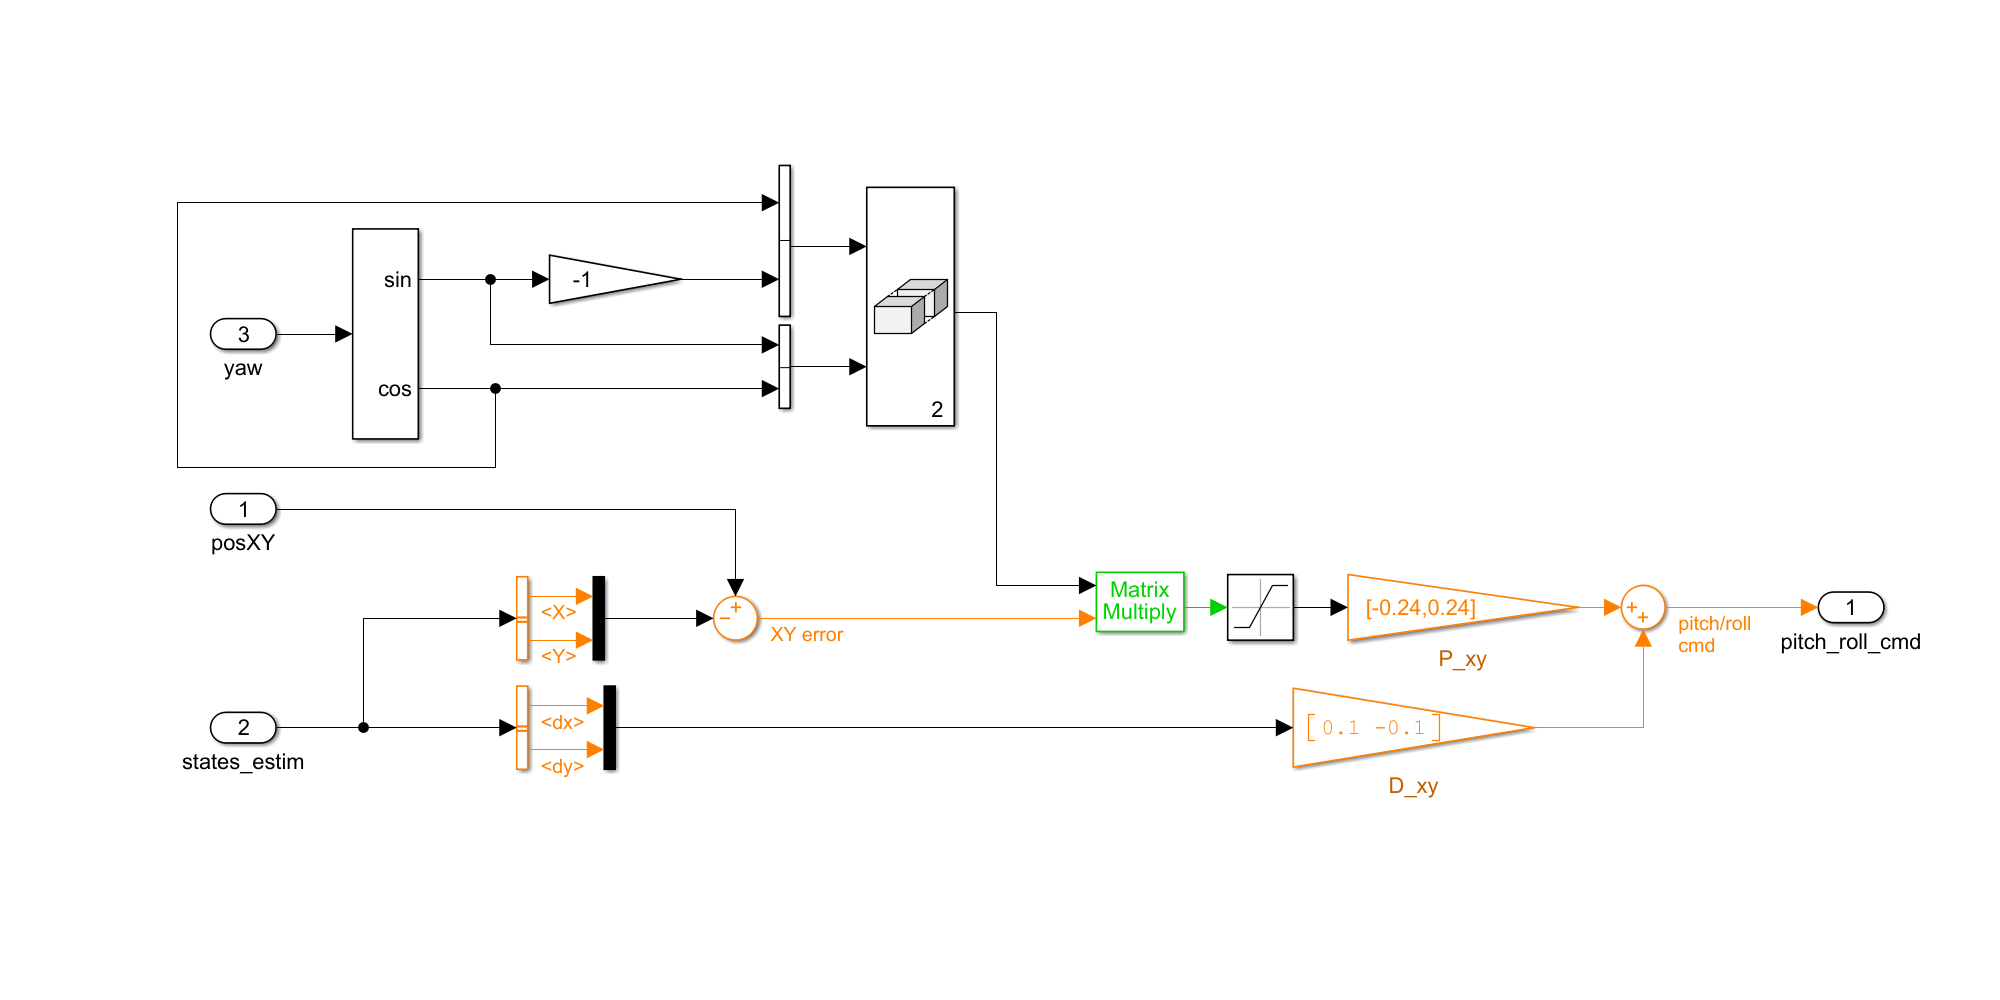 sin
-1
3
yaw
cos
2
1
posXY
<X>
<Y>
+
−
XY error
Matrix
Multiply
[-0.24,0.24]
P_xy
+
+
pitch/roll
cmd
1
pitch_roll_cmd
2
states_estim
<dx>
<dy>
[ 0.1 -0.1 ]
D_xy